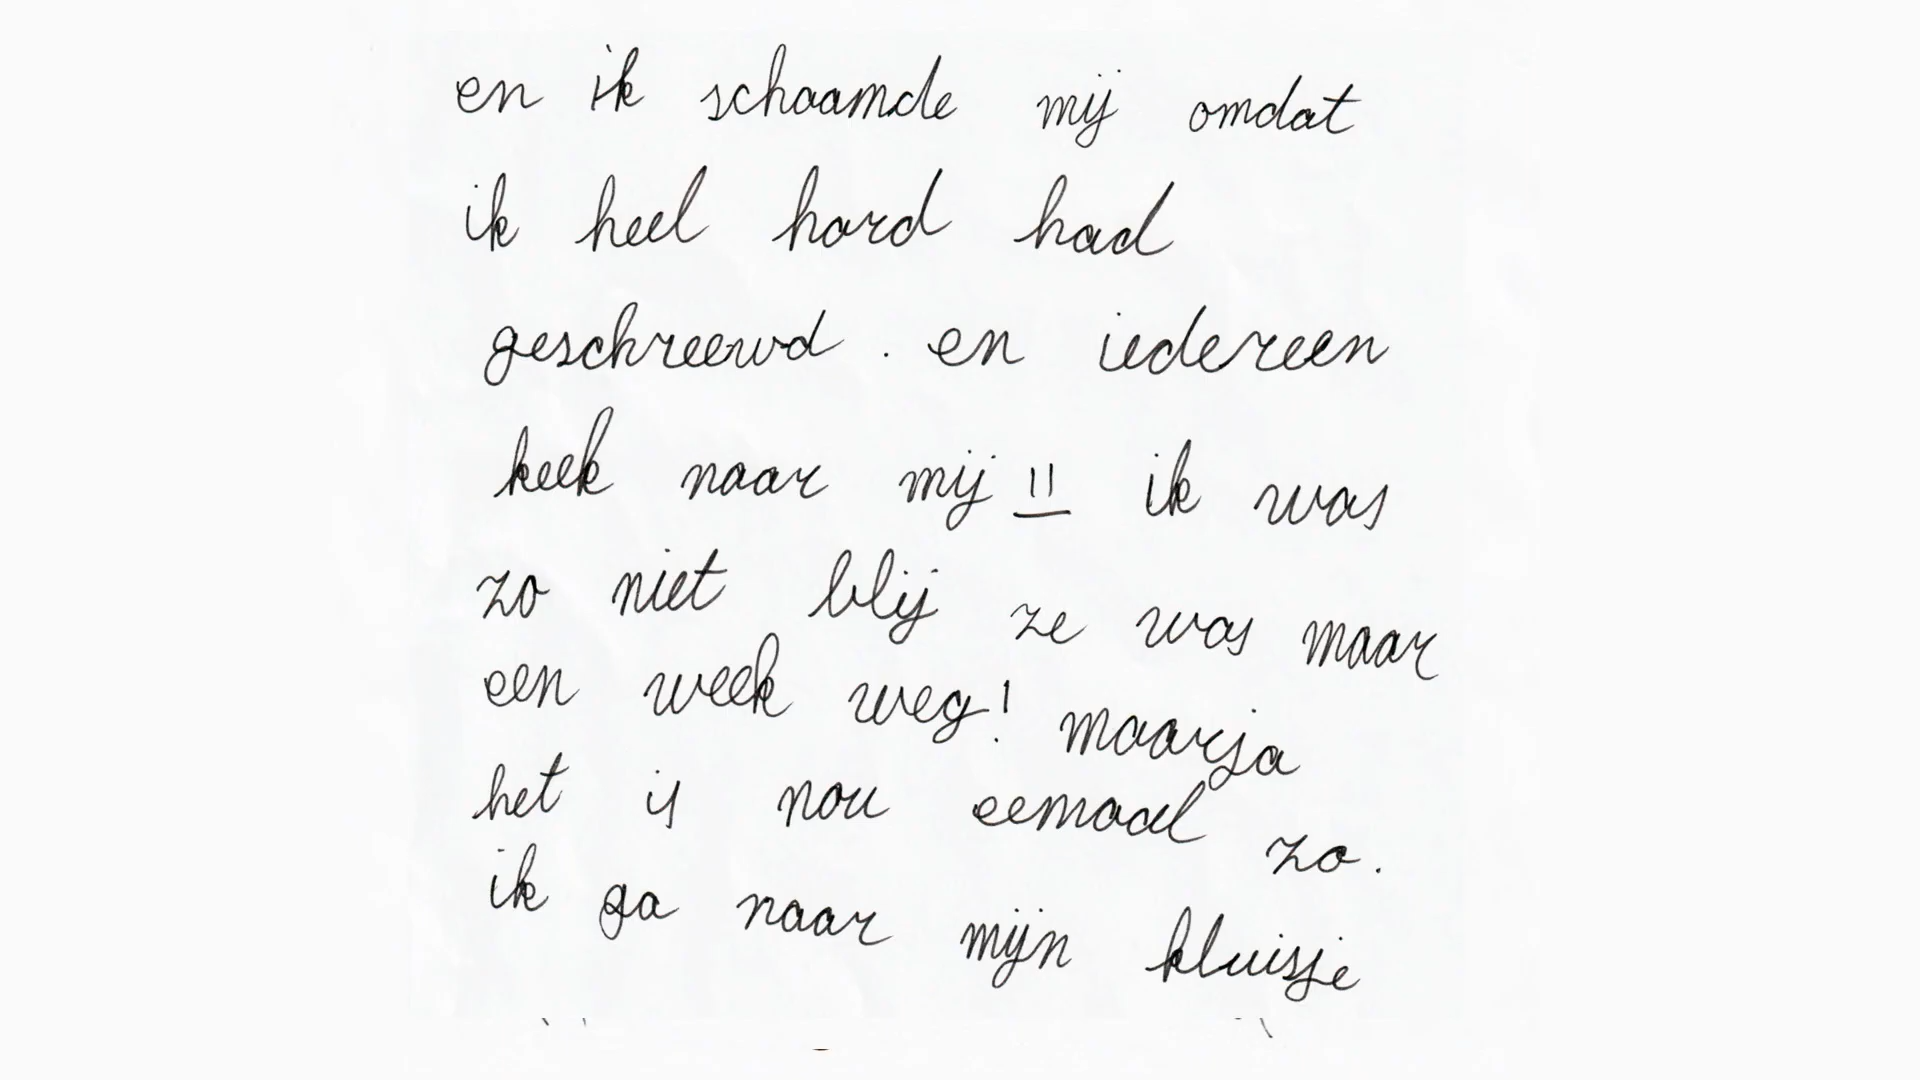 en ik schaamde mij omdat
ik heel hard had
geschreewd. en iedereen
keek naar mij !! ik was
zo niet blij ze was maar
een week weg! maarja
het is nou eemaal zo.
ik ga naar mijn kluisje